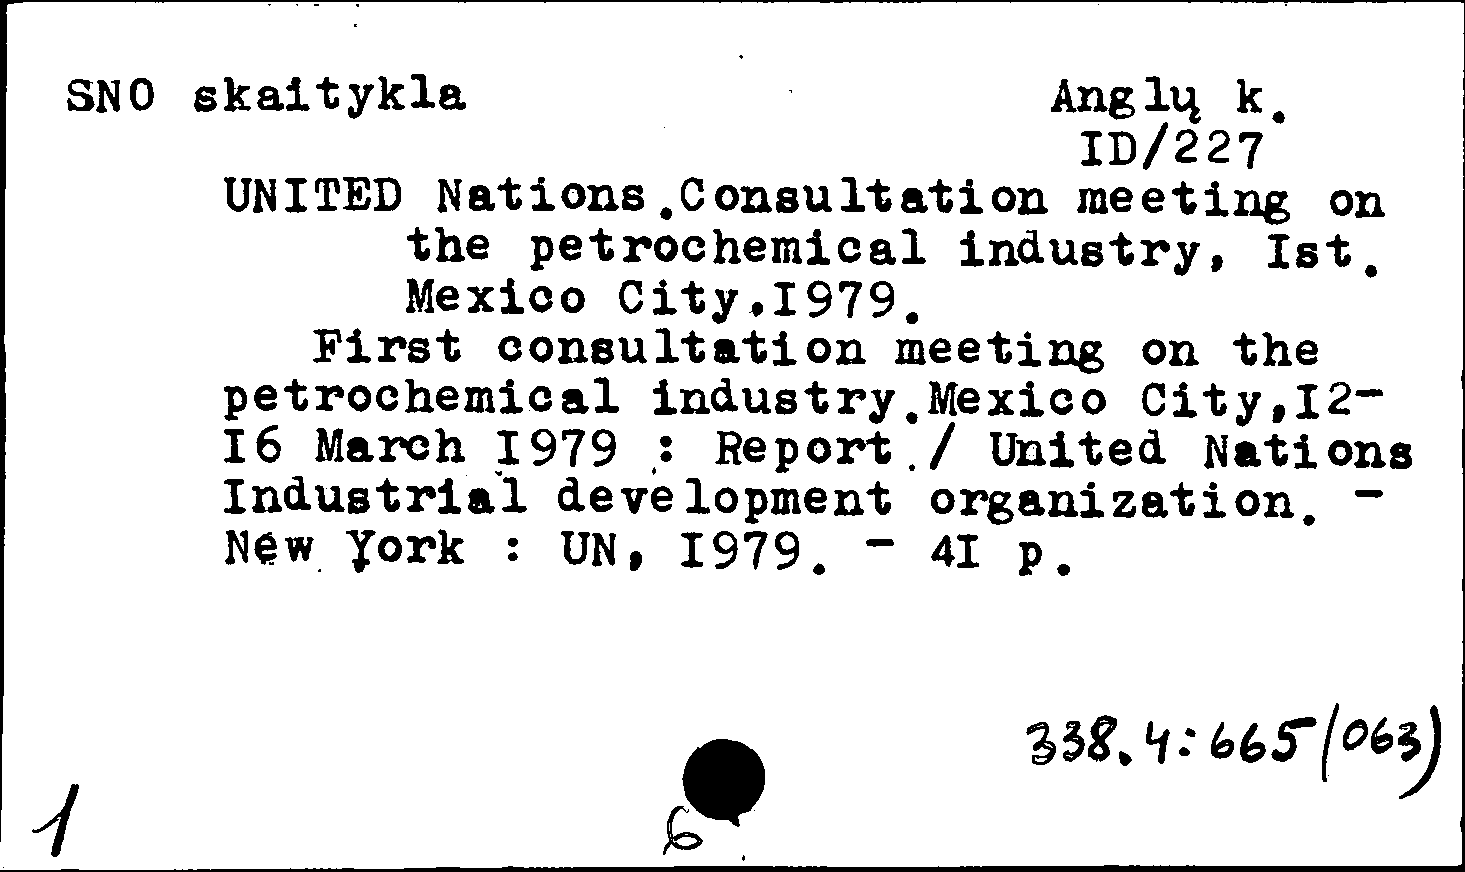 SNO skaitykla Anglų k.
ID/227
UNITED Nations.Consultation meeting on
the petrochemical industry, Ist.
Mexico City.I979.
First consultation meeting on the
petrochemical industry.Mexico City,I2-
I6 March I979 : Report./ United Nations
Industrial development organization. -
New York : UN, I979. - 4I p.
338.4:665(063)
1
6